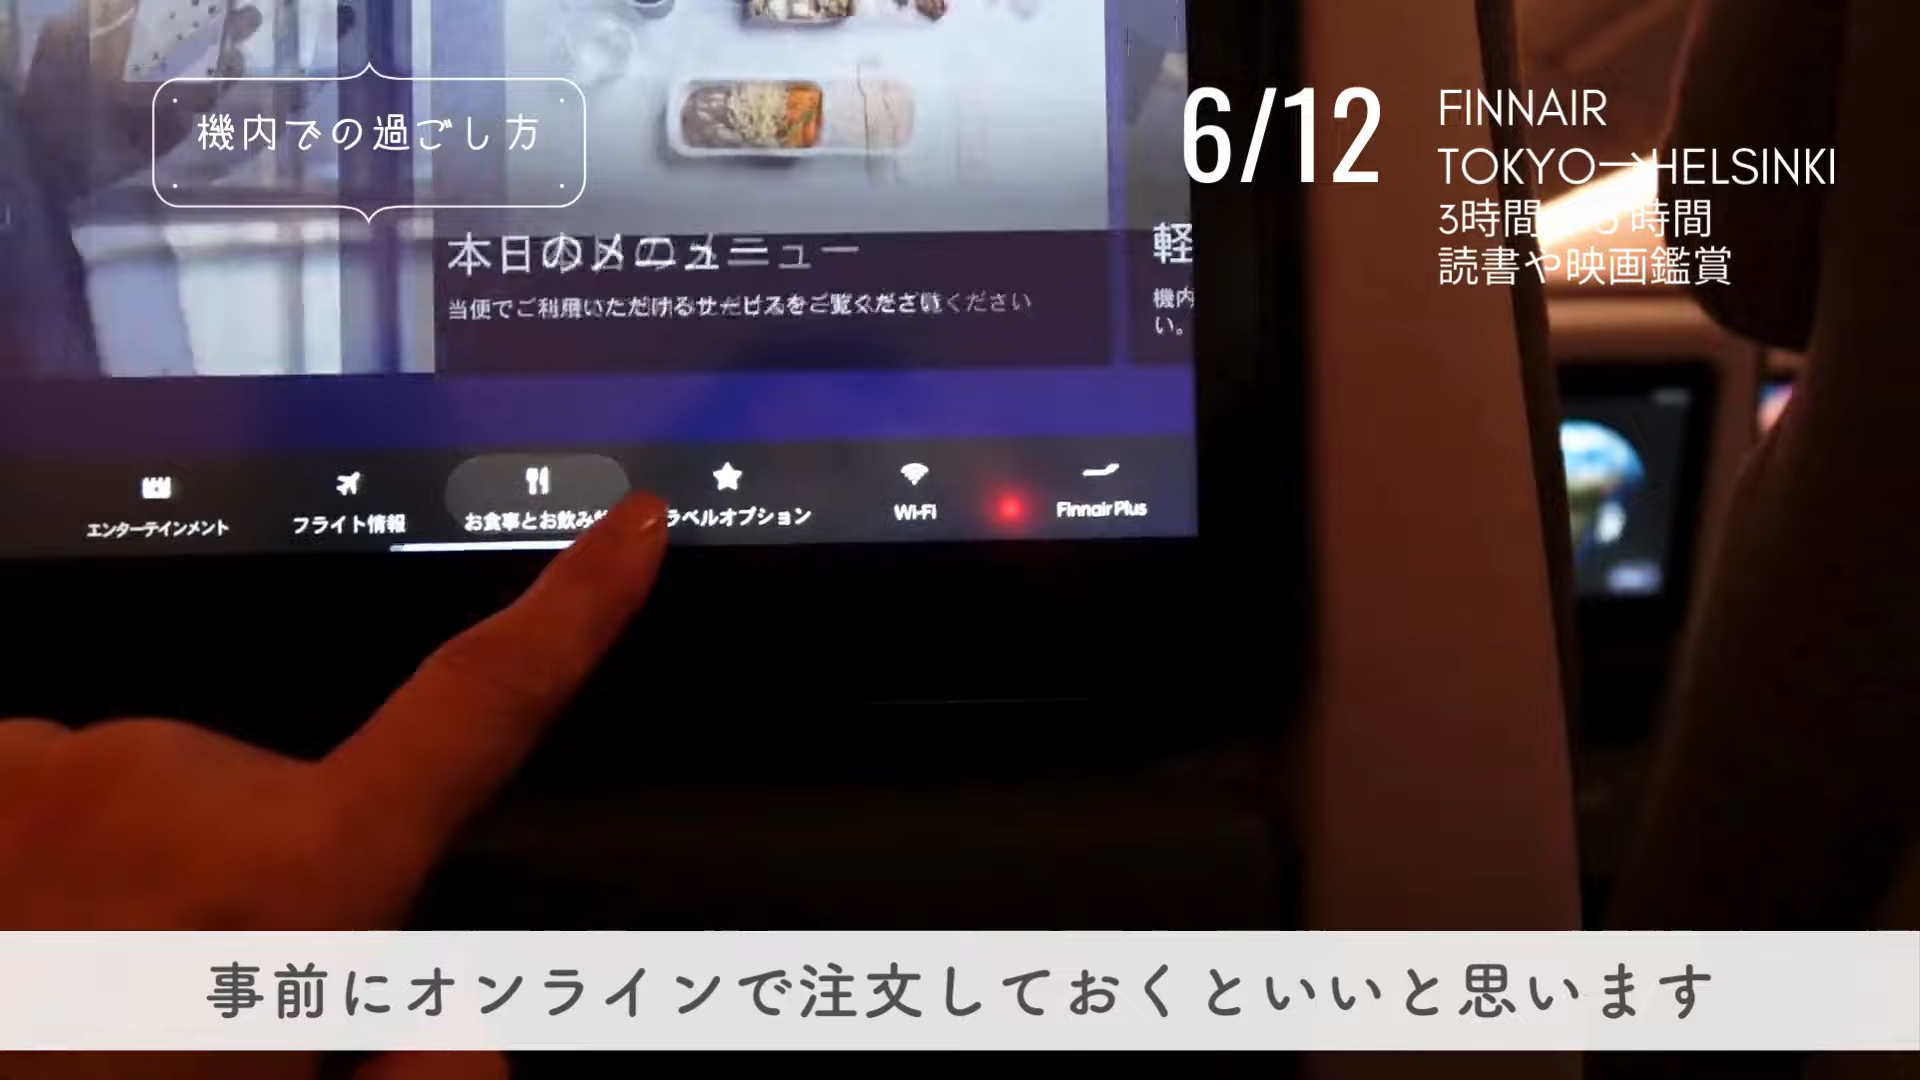 機内での過ごし方
6/12
FINNAIR
TOKYO→HELSINKI
3時間 時間
読書や映画鑑賞
本日のメニュー
当便でご利用いただけるサービスをご覧ください
軽
機内
い。
エンターテインメント
フライト情報
お食事とお飲み物
ラベルオプション
Wi-Fi
Finnair Plus
事前にオンラインで注文しておくといいと思います